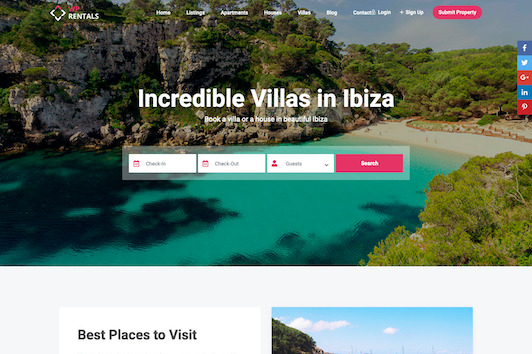 WP
RENTALS
Home Listings Apartments Houses Villas Blog Contact Login + Sign Up Submit Property
Incredible Villas in Ibiza
Book a villa or a house in beautiful Ibiza
Check-In Check-Out Guests Search
Best Places to Visit